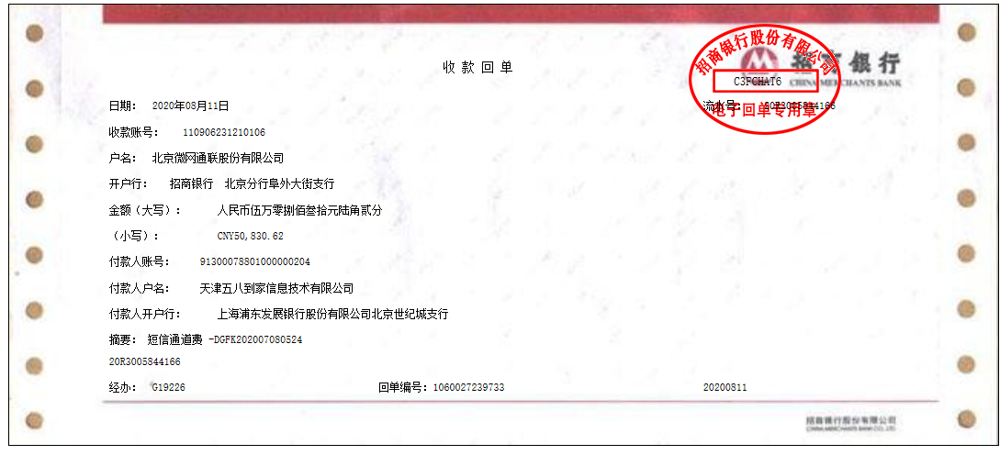 收款回单
招商银行
CHINA MERCHANTS BANK
招商银行股份有限公司
C3FCHAT6
电子回单专用章
日期： 2020年08月11日 流水号：
收款账号： 110906231210106
户名： 北京微网通联股份有限公司
开户行： 招商银行 北京分行阜外大街支行
金额（大写）： 人民币伍万零捌佰叁拾元陆角贰分
（小写）： CNY50,830.62
付款人账号： 91300078801000000204
付款人户名： 天津五八到家信息技术有限公司
付款人开户行： 上海浦东发展银行股份有限公司北京世纪城支行
摘要： 短信通道费 -DGFK202007080524
20R3005844166
经办： G19226 回单编号：1060027239733 20200811
招商银行股份有限公司
CHINA MERCHANTS BANK CO., LTD.